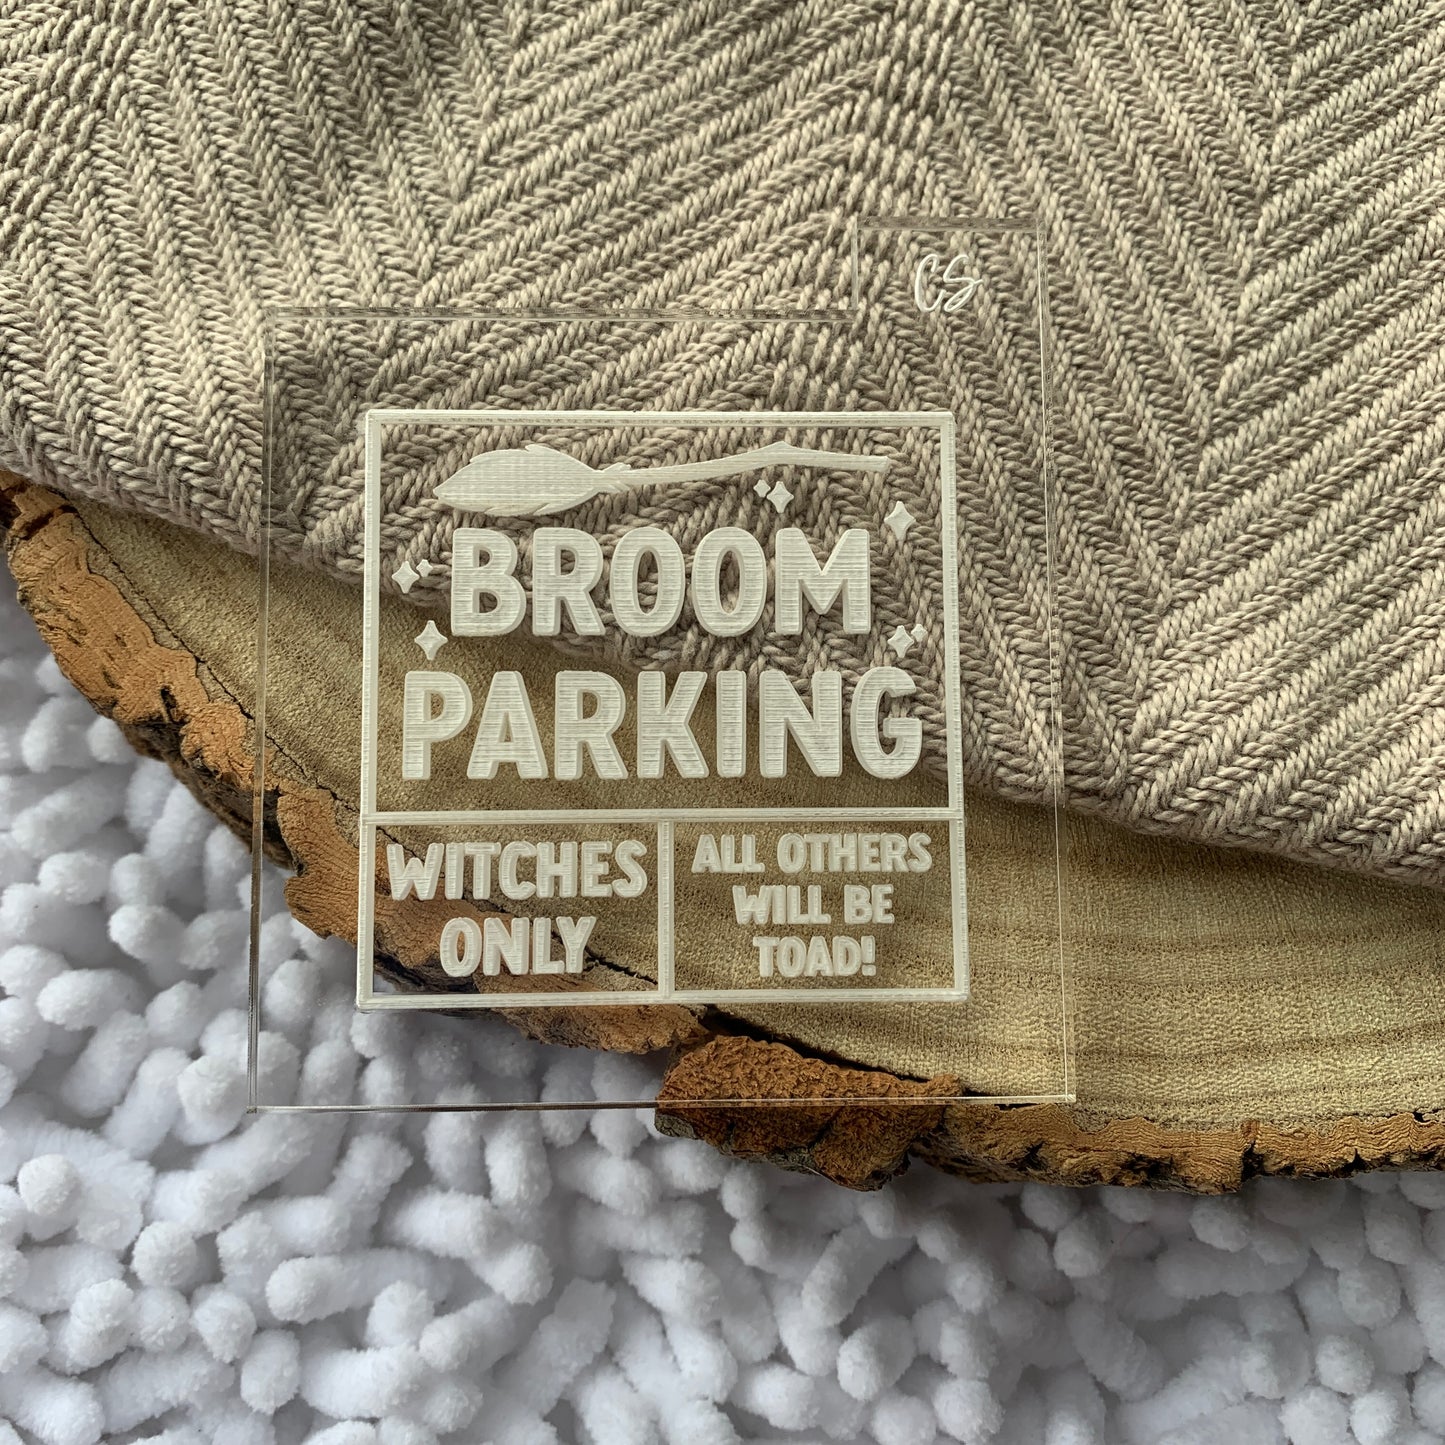 CS
BROOM
PARKING
WITCHES
ONLY
ALL OTHERS
WILL BE
TOAD!